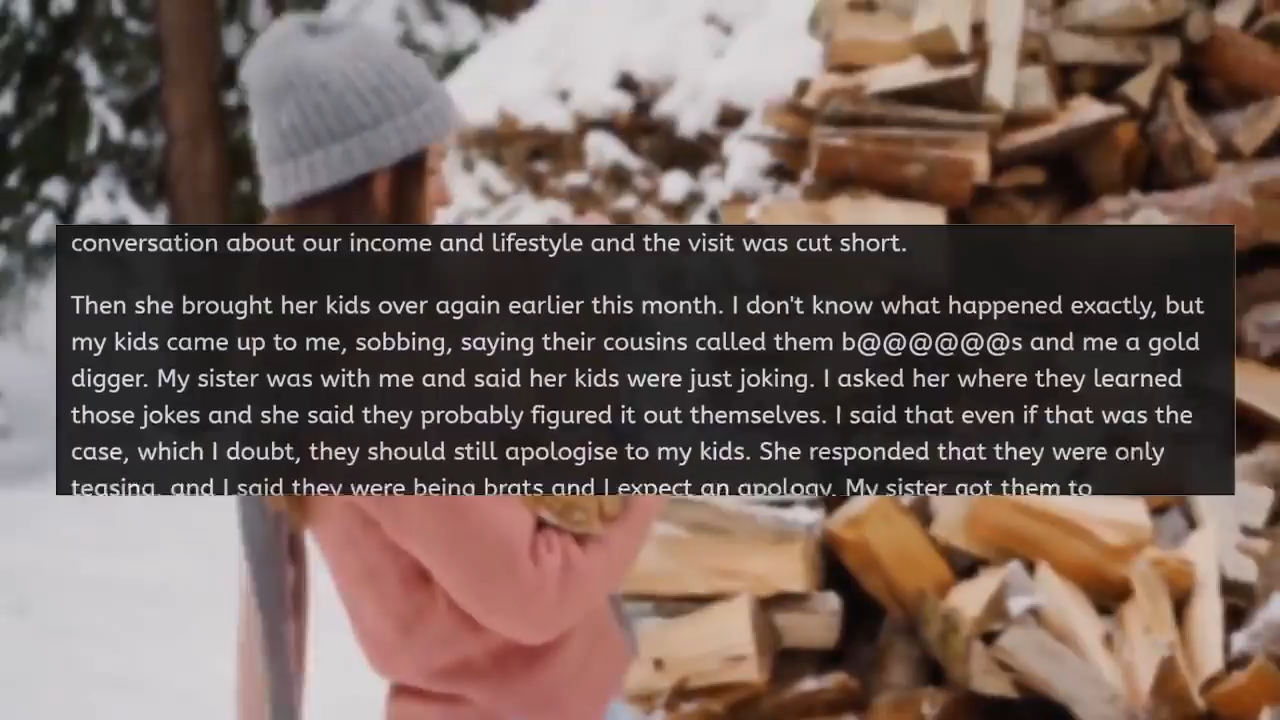 conversation about our income and lifestyle and the visit was cut short.
Then she brought her kids over again earlier this month. I don't know what happened exactly, but
my kids came up to me, sobbing, saying their cousins called them b@@@@@@s and me a gold
digger. My sister was with me and said her kids were just joking. I asked her where they learned
those jokes and she said they probably figured it out themselves. I said that even if that was the
case, which I doubt, they should still apologise to my kids. She responded that they were only
teasing, and I said they were being brats and I expect an apology. My sister got them to